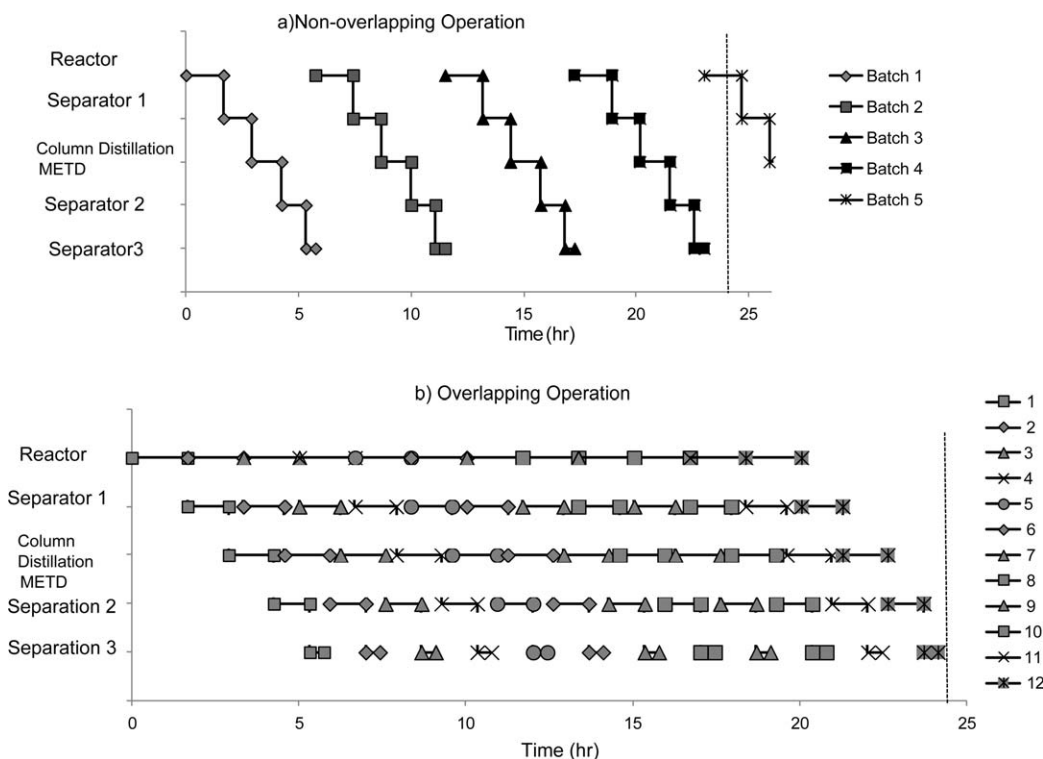 a)Non-overlapping Operation
Reactor
Separator 1
Column Distillation
METD
Separator 2
Separator3
0
5
10
15
20
25
Time (hr)
Batch 1
Batch 2
Batch 3
Batch 4
Batch 5
b) Overlapping Operation
Reactor
Separator 1
Column
Distillation
METD
Separation 2
Separation 3
0
5
10
15
20
25
Time (hr)
1
2
3
4
5
6
7
8
9
10
11
12